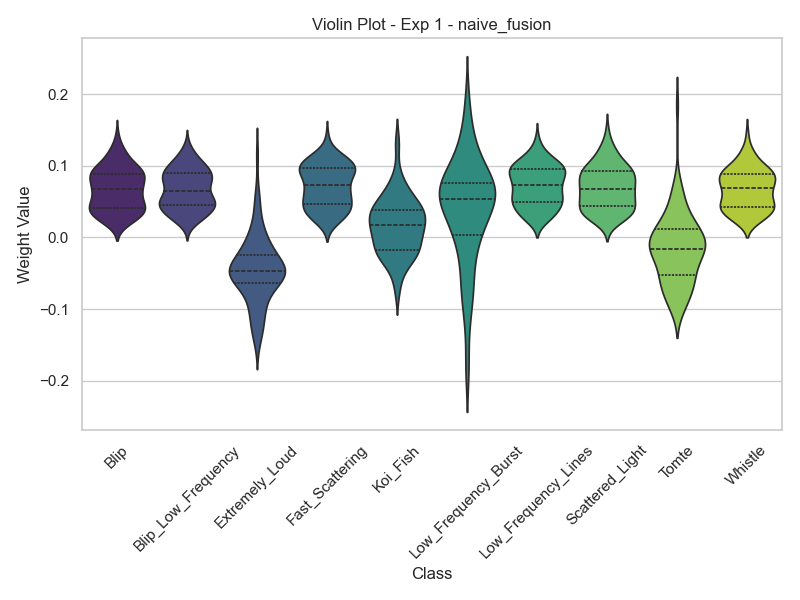 Violin Plot - Exp 1 - naive_fusion
Weight Value
0.2
0.1
0.0
−0.1
−0.2
Blip
Blip_Low_Frequency
Extremely_Loud
Fast_Scattering
Koi_Fish
Low_Frequency_Burst
Low_Frequency_Lines
Scattered_Light
Tomte
Whistle
Class